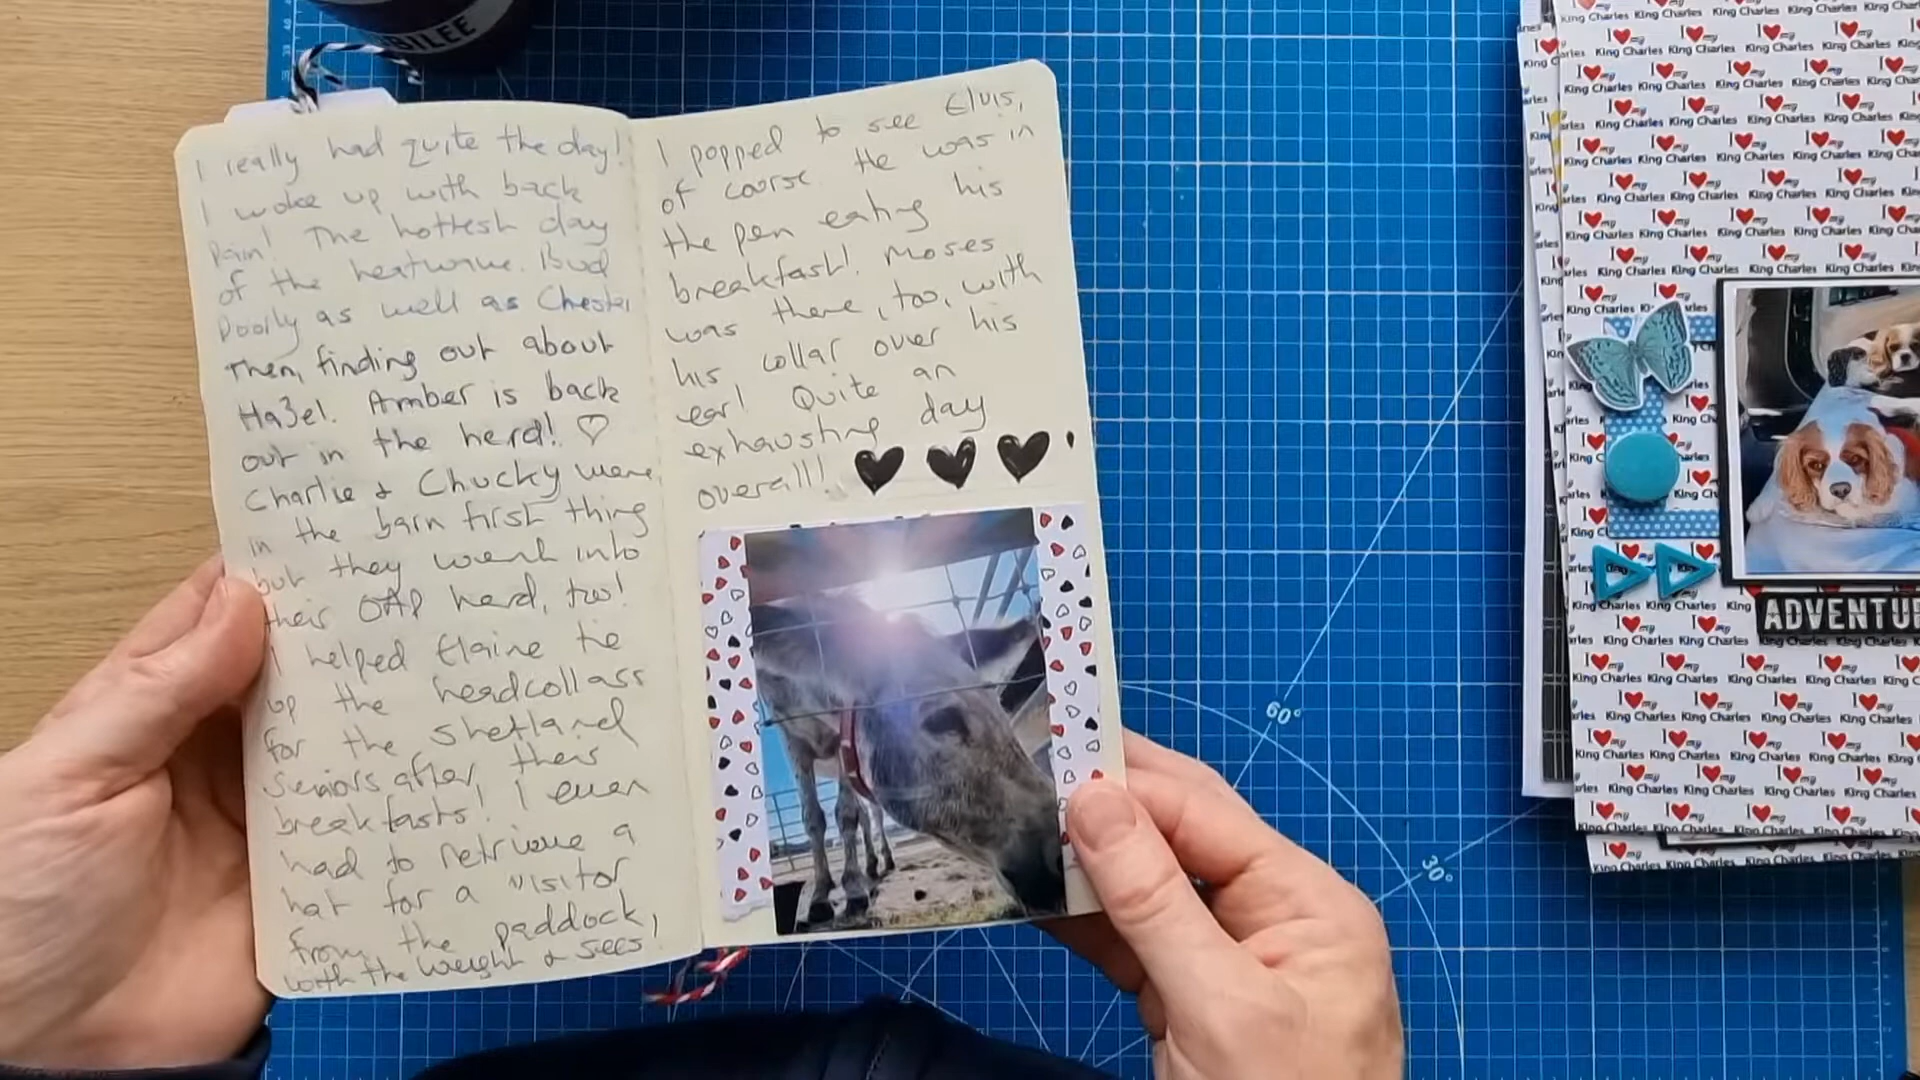 JBILEE
I really had quite the day!
I woke up with back
pain! The hottest day
of the heatwave. Bud
poorly as well as Chester
Then, finding out about
Hazel. Amber is back
out in the herd! ♡
Charlie & Chucky were
in the barn first thing
but they went into
their OAP herd, too!
I helped Elaine tie
up the headcollars
for the shetland
seniors after their
breakfasts! I even
had to retrieve a
hat for a visitor
from the paddock,
with the weight & sees
I popped to see Elvis,
of course. He was in
the pen eating his
breakfast! Moses
was there, too, with
his collar over his
ear! Quite an
exhausting day
overall!
60°
30°
I ❤ my King Charles
ADVENTUR